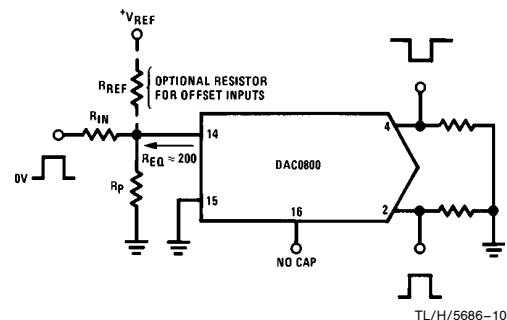 +VREF
RREF
OPTIONAL RESISTOR
FOR OFFSET INPUTS
RIN
0V
REQ ≈ 200
RP
14
15
16
4
2
DAC0800
NO CAP
TL/H/5686–10